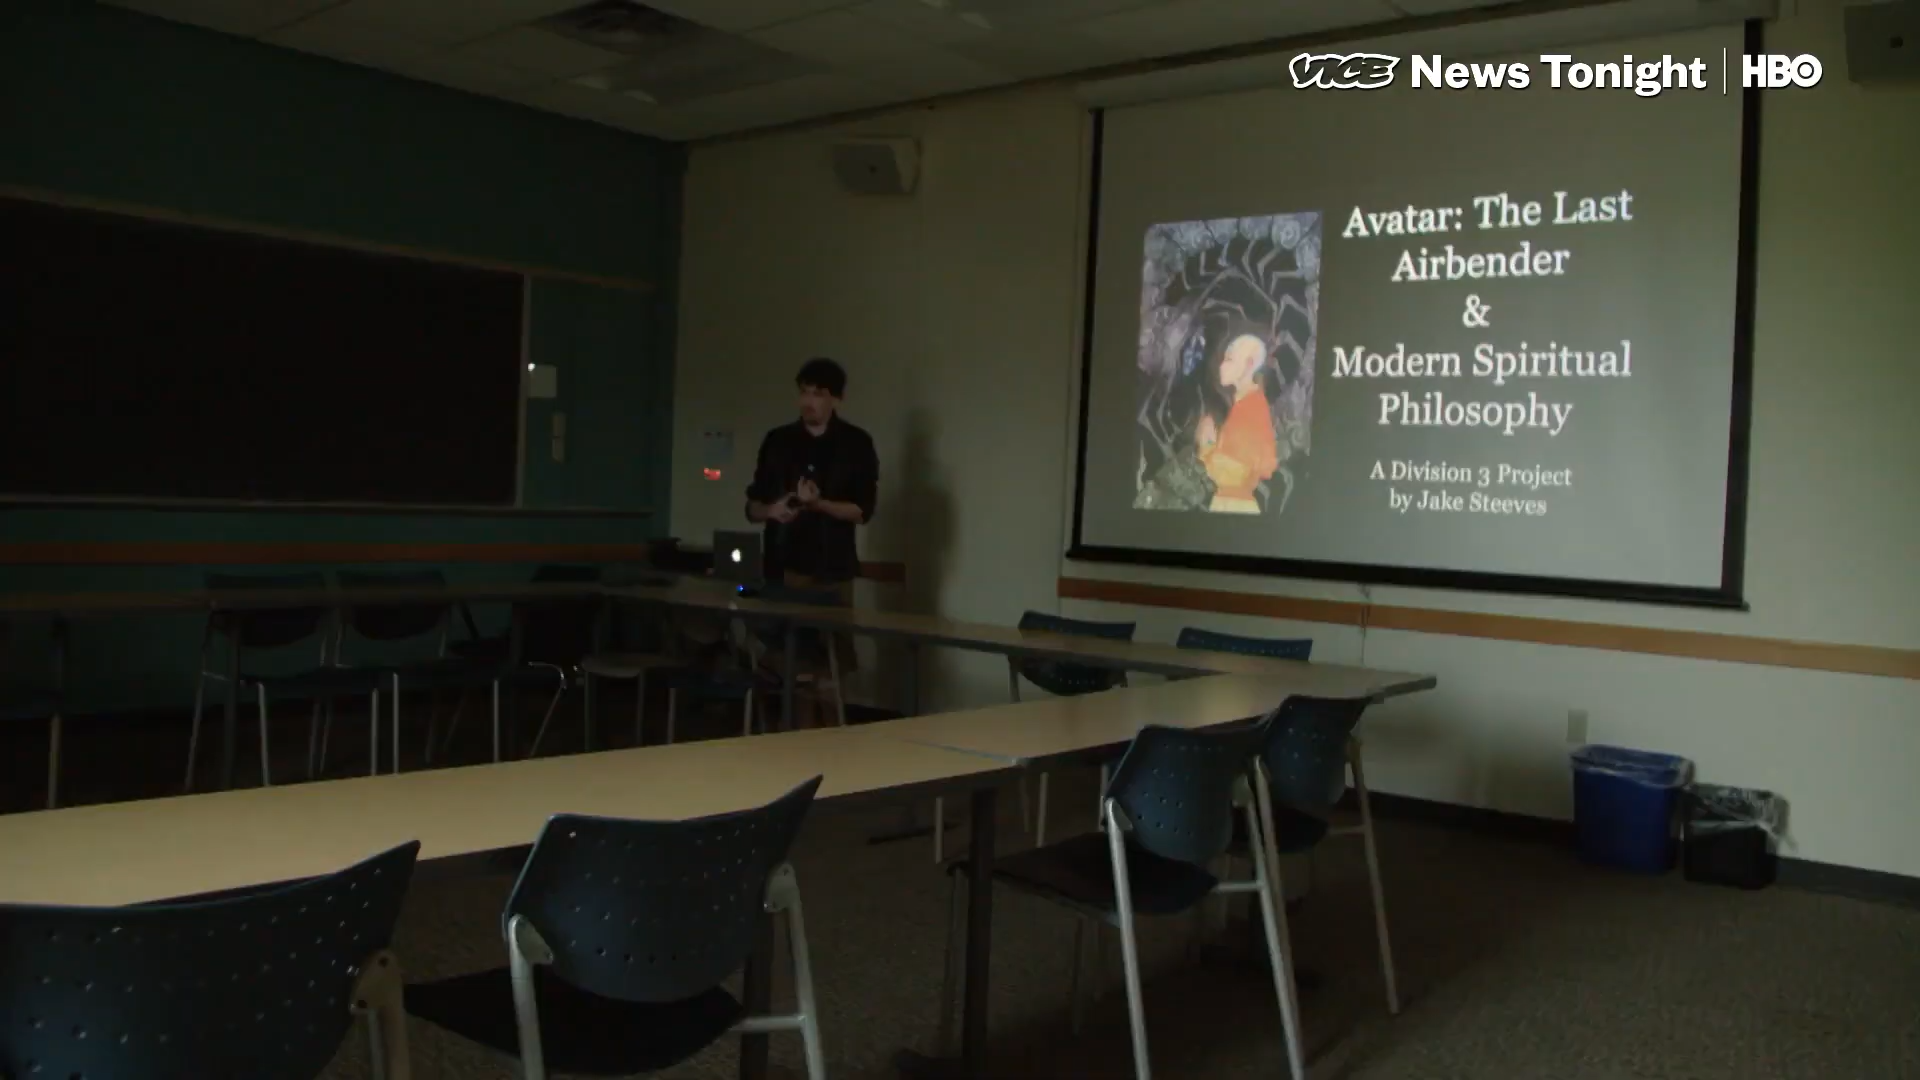 VICE News Tonight | HBO
Avatar: The Last
Airbender
&
Modern Spiritual
Philosophy
A Division 3 Project
by Jake Steeves